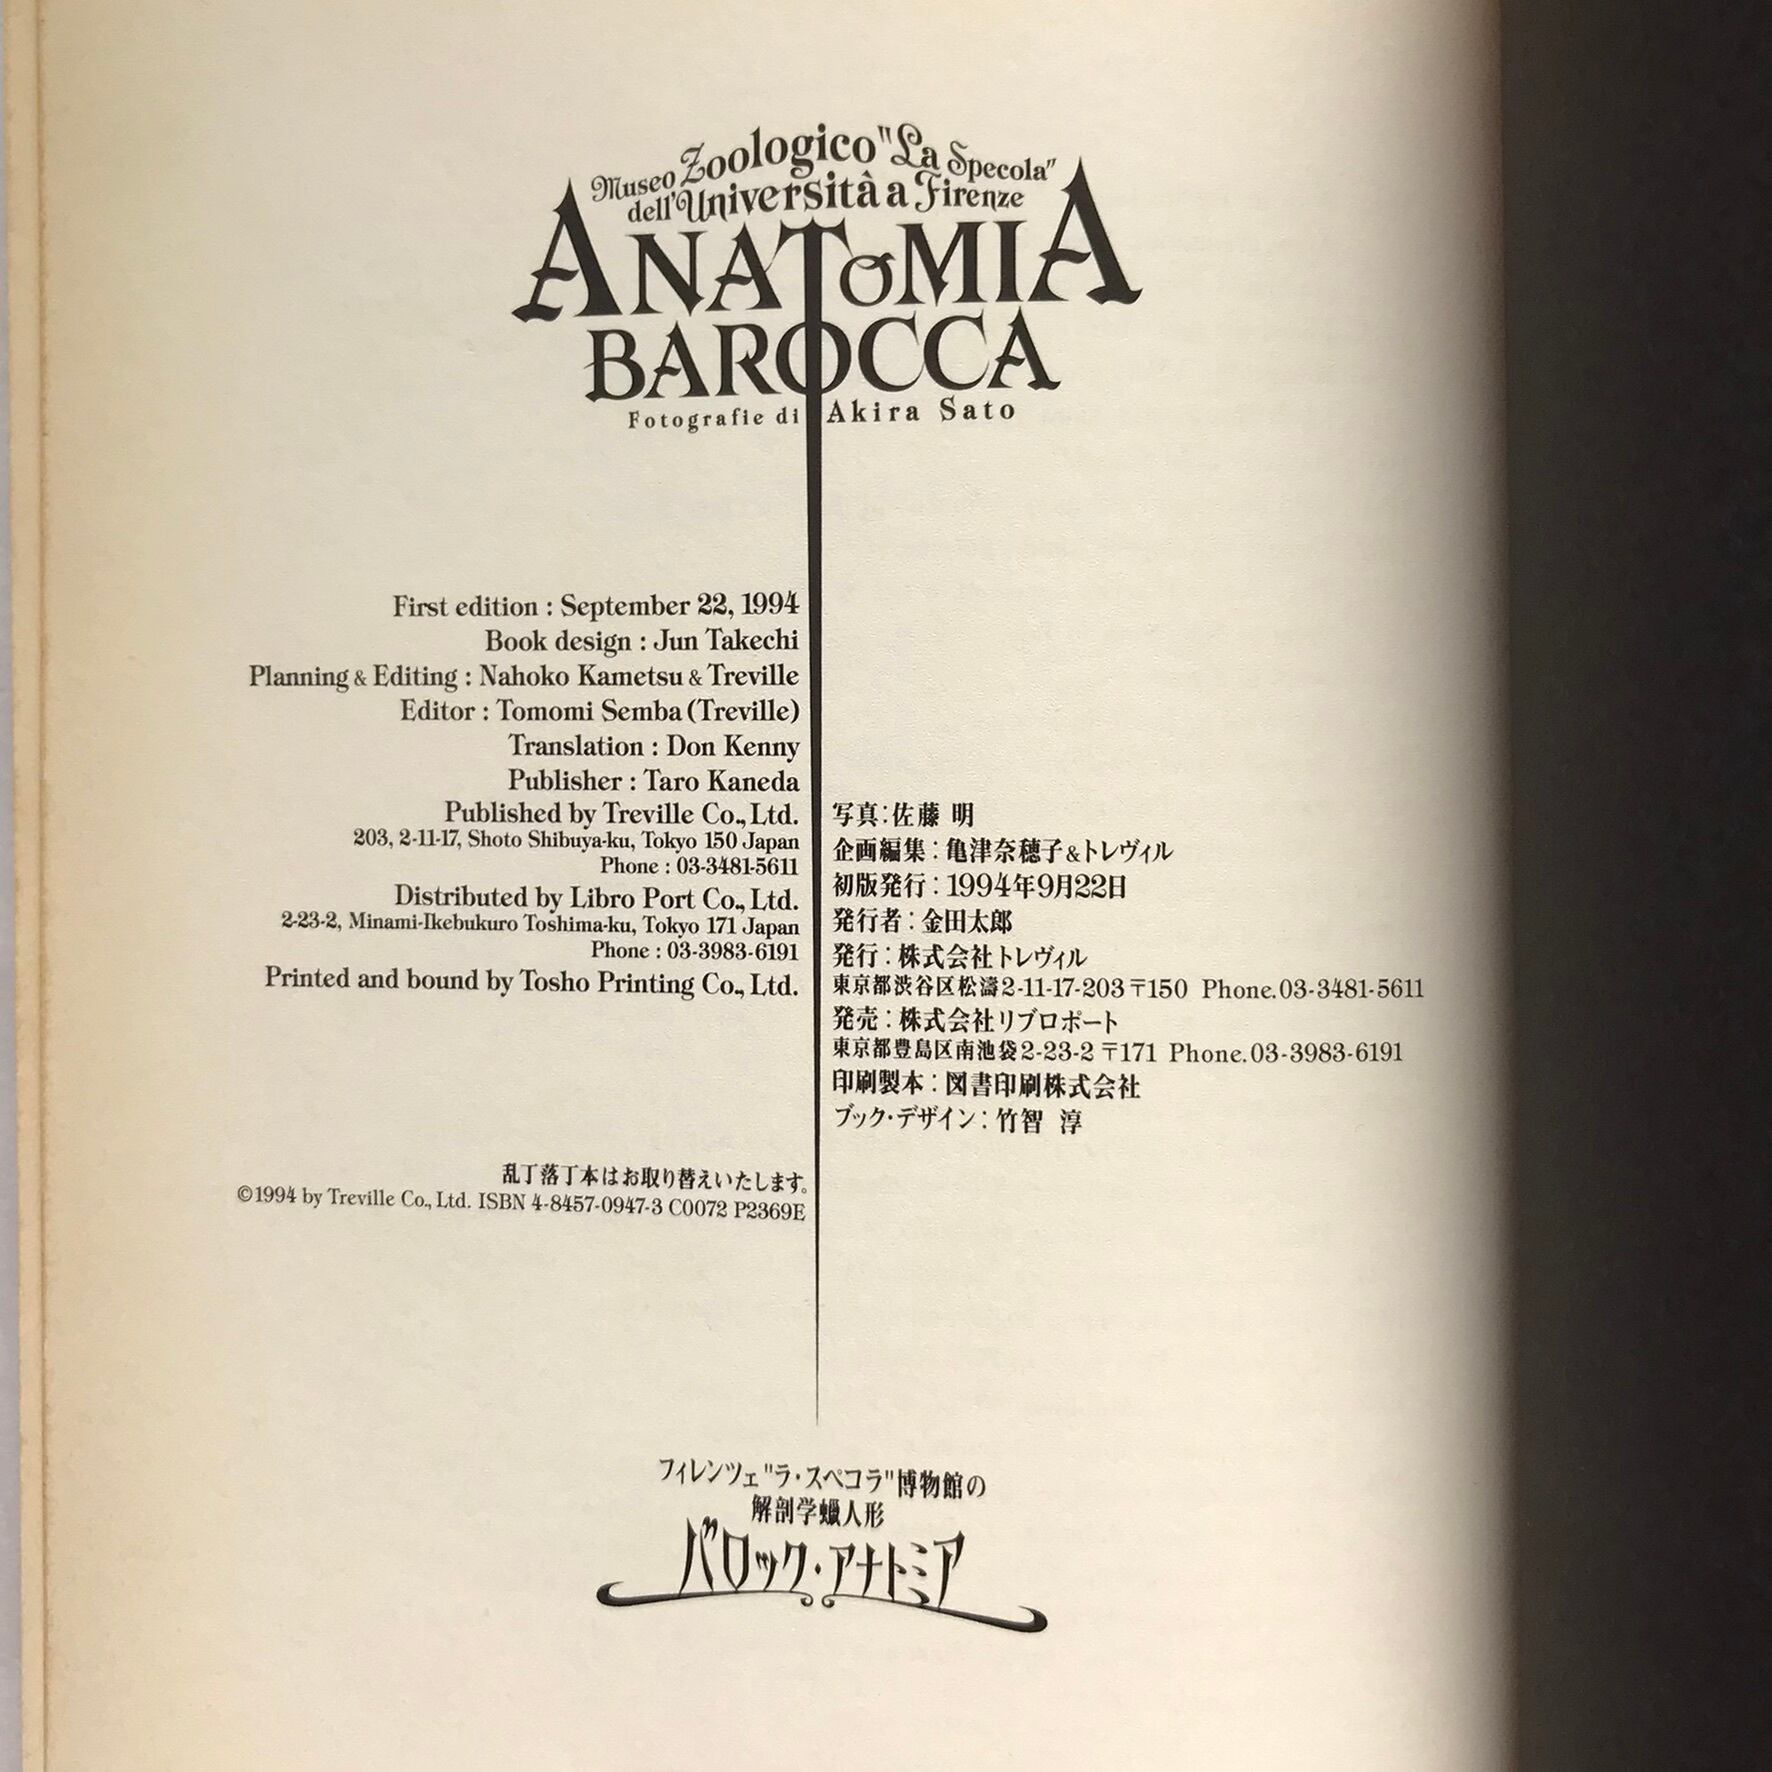 Museo Zoologico "La Specola"
dell'Università a Firenze
ANATOMIA
BAROCCA
Fotografie di Akira Sato
First edition : September 22, 1994
Book design : Jun Takechi
Planning & Editing : Nahoko Kametsu & Treville
Editor : Tomomi Semba (Treville)
Translation : Don Kenny
Publisher : Taro Kaneda
Published by Treville Co., Ltd.
203, 2-11-17, Shoto Shibuya-ku, Tokyo 150 Japan
Phone : 03-3481-5611
Distributed by Libro Port Co., Ltd.
2-23-2, Minami-Ikebukuro Toshima-ku, Tokyo 171 Japan
Phone : 03-3983-6191
Printed and bound by Tosho Printing Co., Ltd.
写真：佐藤 明
企画編集：亀津奈穂子&トレヴィル
初版発行：1994年9月22日
発行者：金田太郎
発行：株式会社トレヴィル
東京都渋谷区松濤2-11-17-203 〒150 Phone.03-3481-5611
発売：株式会社リブロポート
東京都豊島区南池袋2-23-2 〒171 Phone.03-3983-6191
印刷製本：図書印刷株式会社
ブック・デザイン：竹智 淳
乱丁落丁本はお取り替えいたします。
©1994 by Treville Co., Ltd. ISBN 4-8457-0947-3 C0072 P2369E
フィレンツェ"ラ・スペコラ"博物館の
解剖学蠟人形
バロック・アナトミア